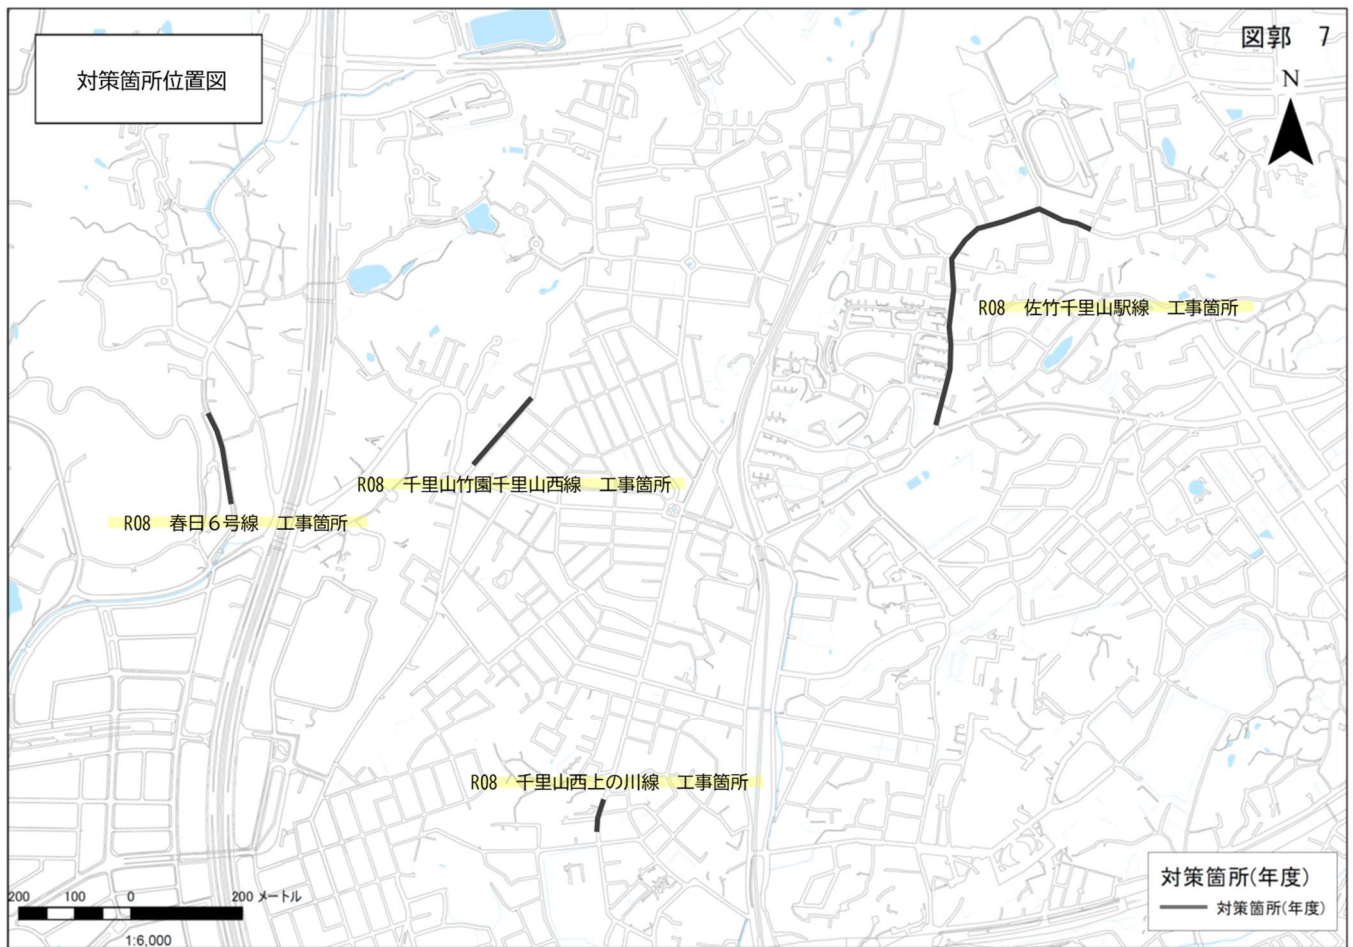 図郭　7
対策箇所位置図
N
R08　佐竹千里山駅線　工事箇所
R08　千里山竹園千里山西線　工事箇所
R08　春日６号線　工事箇所
R08　千里山西上の川線　工事箇所
対策箇所(年度)
対策箇所(年度)
200 100 0 200 メートル
1:6,000